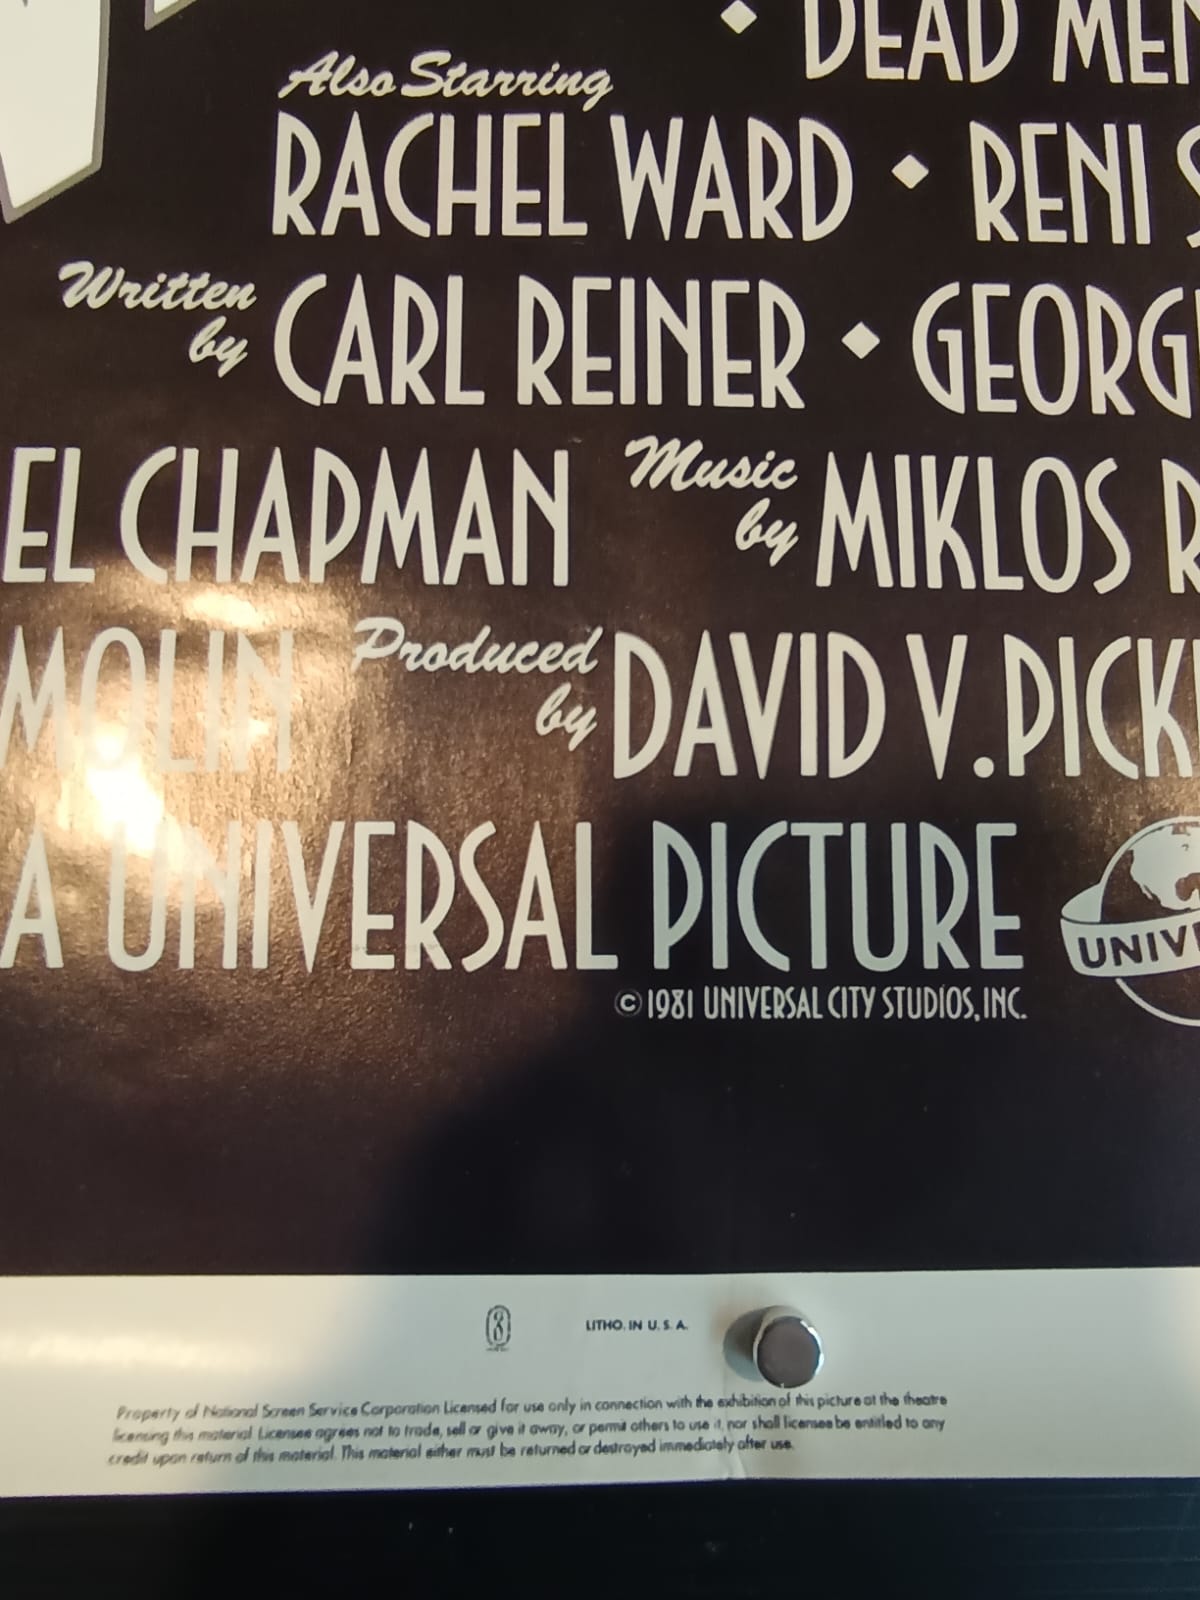 DEAD MEN
Also Starring
RACHEL WARD • RENI S
Written by CARL REINER • GEORG
EL CHAPMAN Music by MIKLOS R
MOLIN Produced by DAVID V. PICK
A UNIVERSAL PICTURE UNIV
© 1981 UNIVERSAL CITY STUDIOS, INC.
LITHO. IN U. S. A.
Property of National Screen Service Corporation Licensed for use only in connection with the exhibition of this picture at the theatre
licensing this material. Licensee agrees not to trade, sell or give it away, or permit others to use it, nor shall licensee be entitled to any
credit upon return of this material. This material either must be returned or destroyed immediately after use.